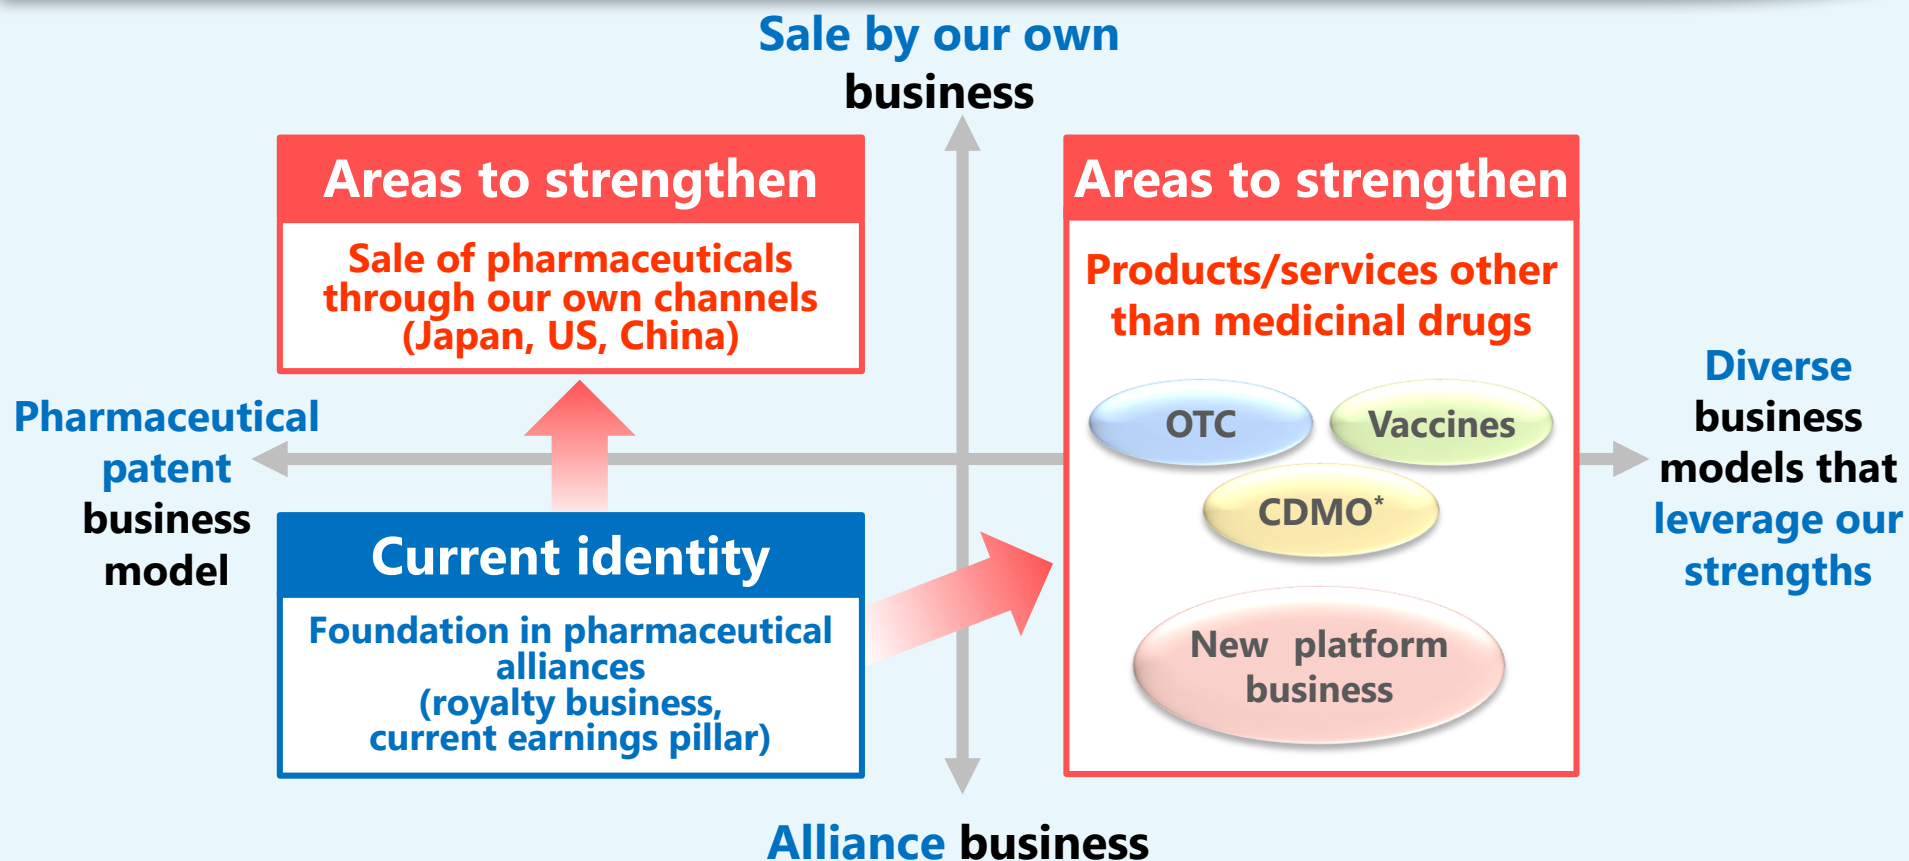 Sale by our own
business
Areas to strengthen
Sale of pharmaceuticals
through our own channels
(Japan, US, China)
Areas to strengthen
Products/services other
than medicinal drugs
OTC
Vaccines
CDMO*
New platform
business
Pharmaceutical
patent
business
model
Diverse
business
models that
leverage our
strengths
Current identity
Foundation in pharmaceutical
alliances
(royalty business,
current earnings pillar)
Alliance business